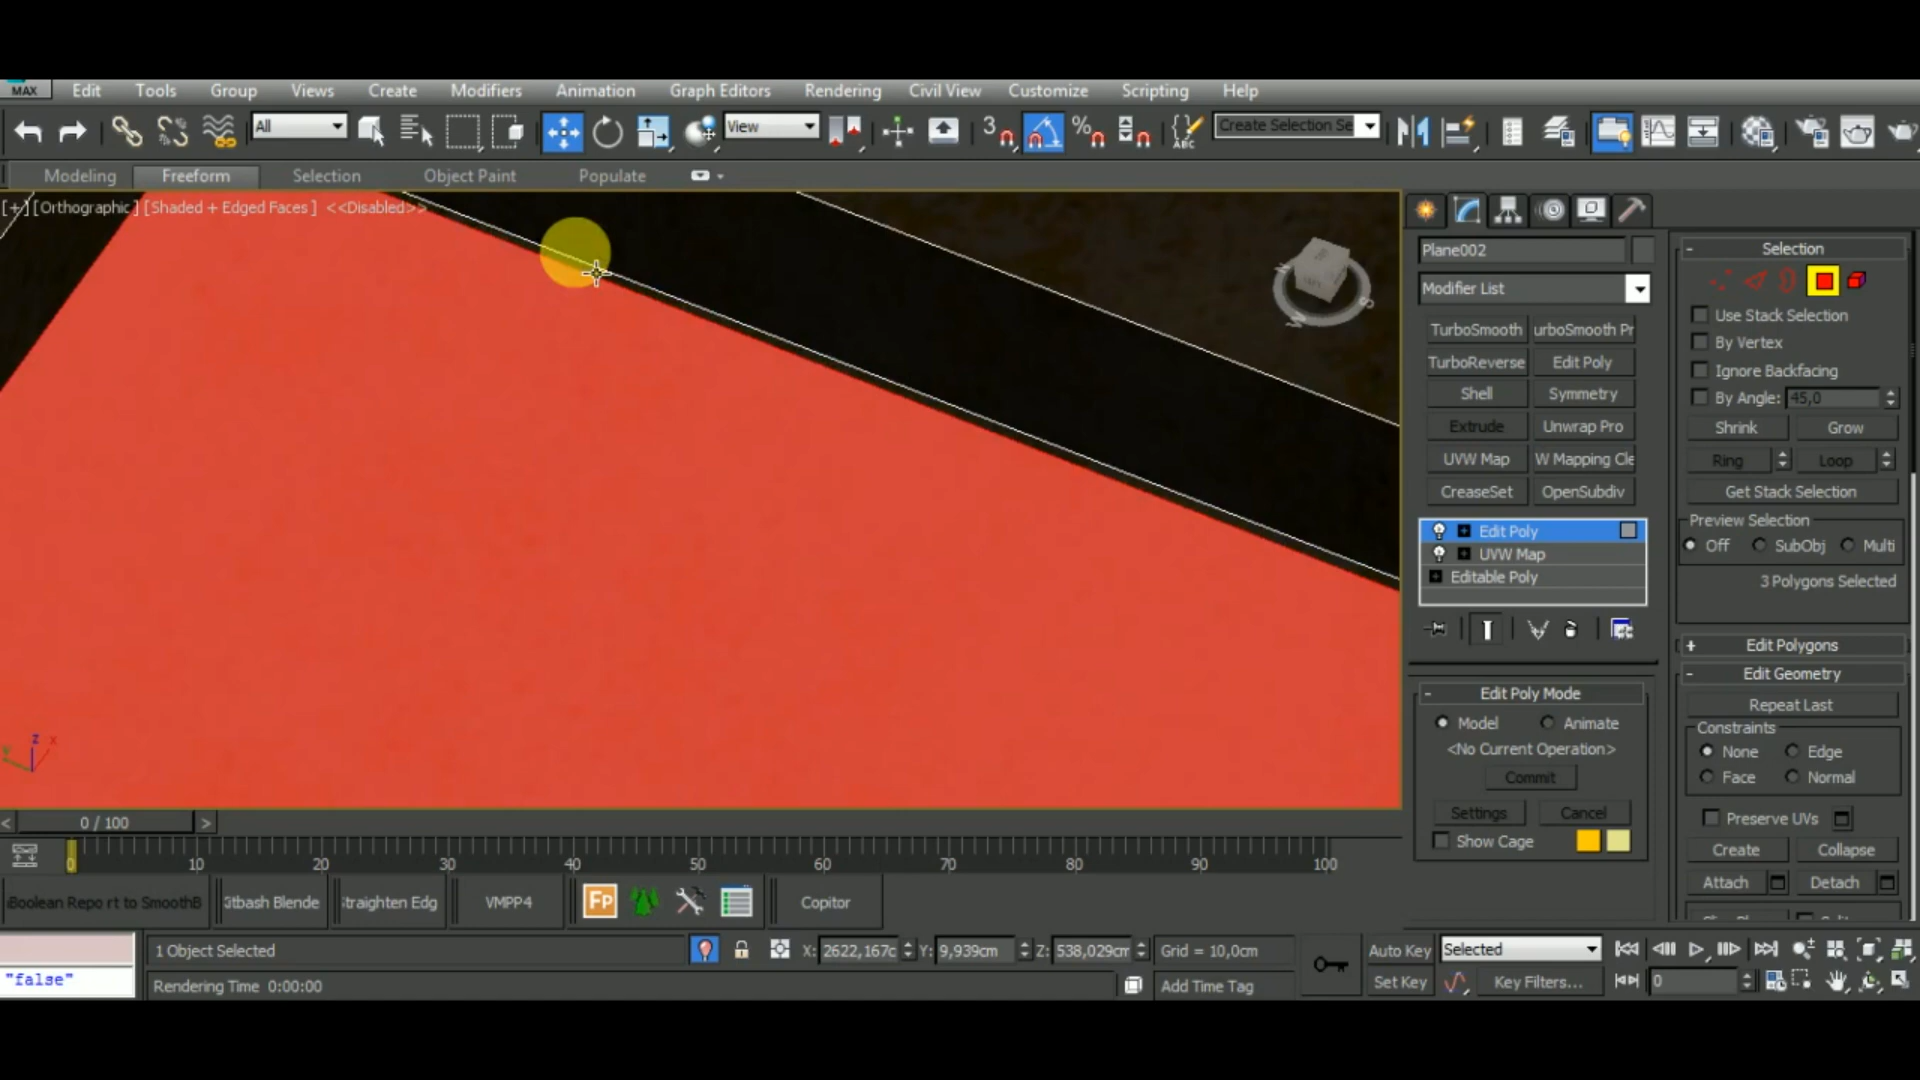 MAX Edit Tools Group Views Create Modifiers Animation Graph Editors Rendering Civil View Customize Scripting Help
All View 3 % ABC Create Selection Se
Modeling Freeform Selection Object Paint Populate
[+][Orthographic][Shaded + Edged Faces] <<Disabled>>
Plane002
Modifier List
TurboSmooth urboSmooth Pr
TurboReverse Edit Poly
Shell Symmetry
Extrude Unwrap Pro
UVW Map W Mapping Cle
CreaseSet OpenSubdiv
Edit Poly
UVW Map
Editable Poly
- Edit Poly Mode
Model Animate
<No Current Operation>
Commit
Settings Cancel
Show Cage
- Selection
Use Stack Selection
By Vertex
Ignore Backfacing
By Angle: 45,0
Shrink Grow
Ring Loop
Get Stack Selection
Preview Selection
Off SubObj Multi
3 Polygons Selected
+ Edit Polygons
- Edit Geometry
Repeat Last
Constraints
None Edge
Face Normal
Preserve UVs
Create Collapse
Attach Detach
z x
< 0 / 100 >
0 10 20 30 40 50 60 70 80 90 100
Boolean Repo rt to SmoothB Gtbash Blende traighten Edg VMPP4 Fp Copitor
1 Object Selected X: 2622,167c Y: 9,939cm Z: 538,029cm Grid = 10,0cm Auto Key Selected
"false" Rendering Time 0:00:00 Add Time Tag Set Key Key Filters... 0